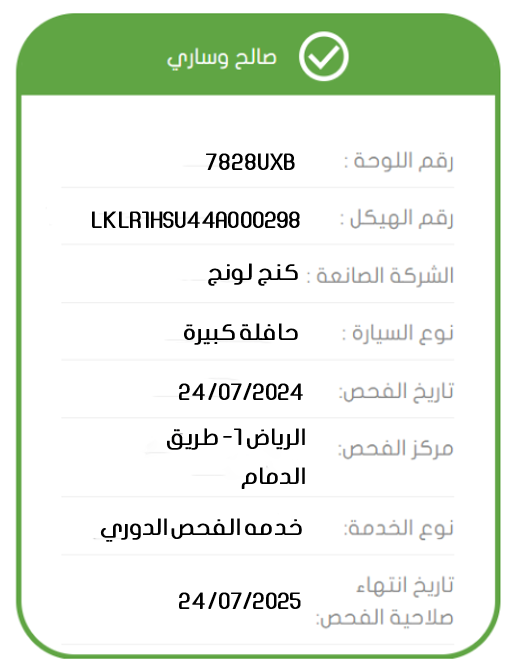 صالح وساري
رقم اللوحة : 7828UXB
رقم الهيكل : LKLR1HSU44A000298
الشركة الصانعة : كنج لونج
نوع السيارة : حافلة كبيرة
تاريخ الفحص: 24/07/2024
مركز الفحص: الرياض 1- طريق
الدمام
نوع الخدمة: خدمه الفحص الدوري
تاريخ انتهاء
صلاحية الفحص: 24/07/2025